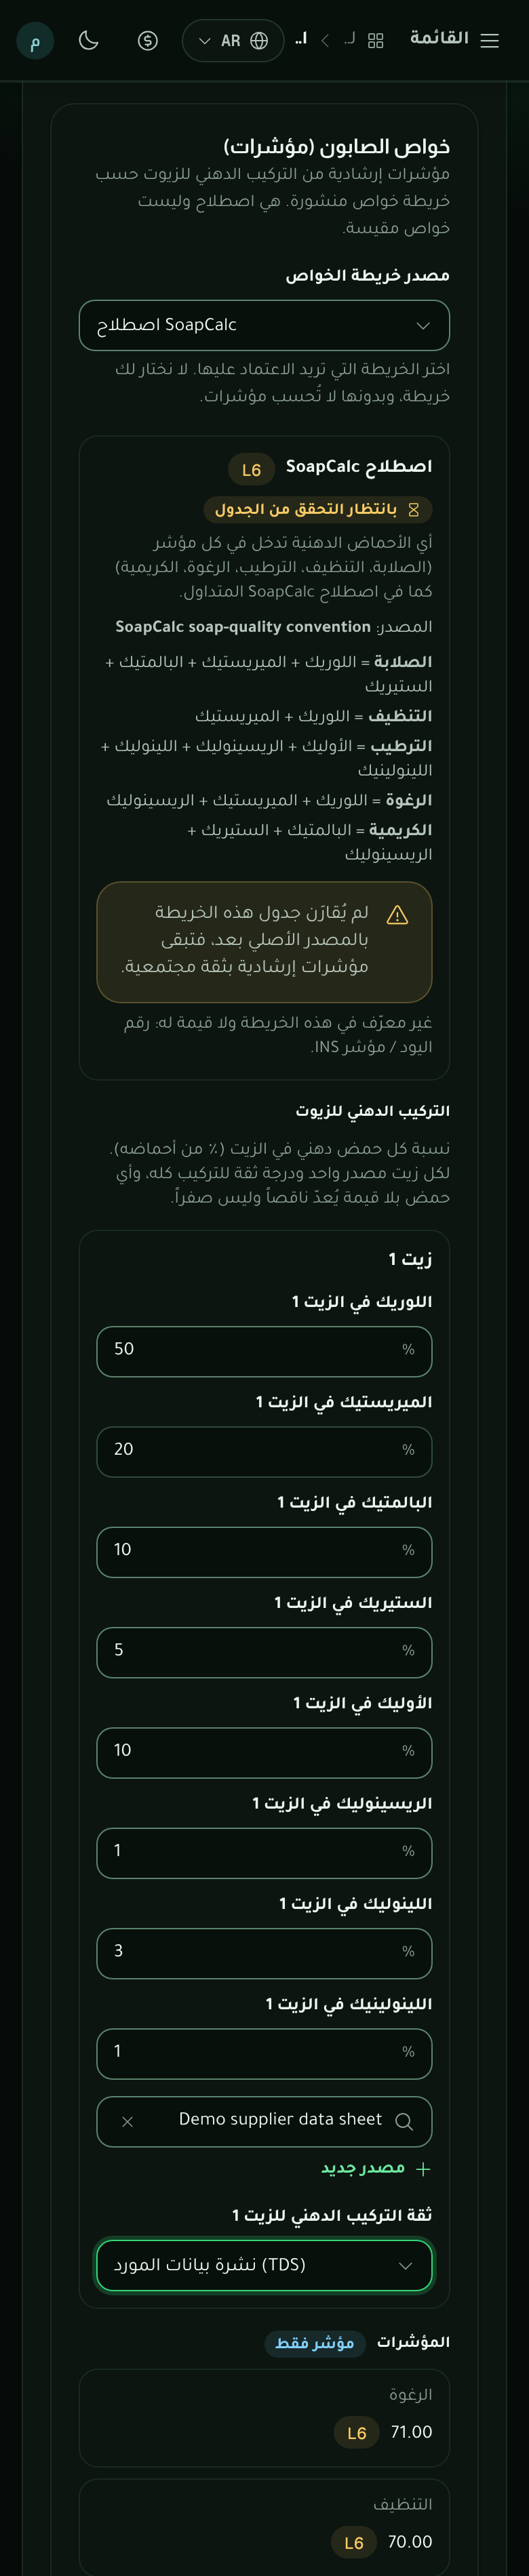 القائمة
لـ..
ا..
AR
م
خواص الصابون (مؤشرات)
مؤشرات إرشادية من التركيب الدهني للزيوت حسب
خريطة خواص منشورة. هي اصطلاح وليست
خواص مقيسة.
مصدر خريطة الخواص
اصطلاح SoapCalc
اختر الخريطة التي تريد الاعتماد عليها. لا نختار لك
خريطة، وبدونها لا تُحسب مؤشرات.
اصطلاح SoapCalc L6
بانتظار التحقق من الجدول
أي الأحماض الدهنية تدخل في كل مؤشر
(الصلابة، التنظيف، الترطيب، الرغوة، الكريمية)
كما في اصطلاح SoapCalc المتداول.
المصدر: SoapCalc soap-quality convention
الصلابة = اللوريك + الميريستيك + البالمتيك +
الستيريك
التنظيف = اللوريك + الميريستيك
الترطيب = الأوليك + الريسينوليك + اللينوليك +
اللينولينيك
الرغوة = اللوريك + الميريستيك + الريسينوليك
الكريمية = البالمتيك + الستيريك +
الريسينوليك
لم يُقارَن جدول هذه الخريطة
بالمصدر الأصلي بعد، فتبقى
مؤشرات إرشادية بثقة مجتمعية.
غير معرّف في هذه الخريطة ولا قيمة له: رقم
اليود / مؤشر INS.
التركيب الدهني للزيوت
نسبة كل حمض دهني في الزيت (٪ من أحماضه).
لكل زيت مصدر واحد ودرجة ثقة للتركيب كله، وأي
حمض بلا قيمة يُعدّ ناقصاً وليس صفراً.
زيت 1
اللوريك في الزيت 1
50 %
الميريستيك في الزيت 1
20 %
البالمتيك في الزيت 1
10 %
الستيريك في الزيت 1
5 %
الأوليك في الزيت 1
10 %
الريسينوليك في الزيت 1
1 %
اللينوليك في الزيت 1
3 %
اللينولينيك في الزيت 1
1 %
Demo supplier data sheet
مصدر جديد
ثقة التركيب الدهني للزيت 1
نشرة بيانات المورد (TDS)
المؤشرات مؤشر فقط
الرغوة
71.00 L6
التنظيف
70.00 L6